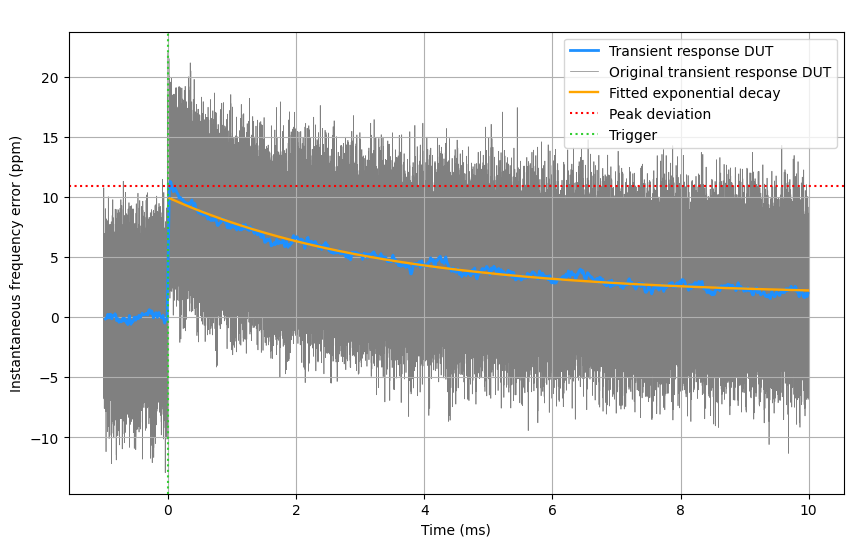 Transient response DUT
Original transient response DUT
Fitted exponential decay
Peak deviation
Trigger
Instantaneous frequency error (ppm)
20
15
10
5
0
−5
−10
0 2 4 6 8 10
Time (ms)